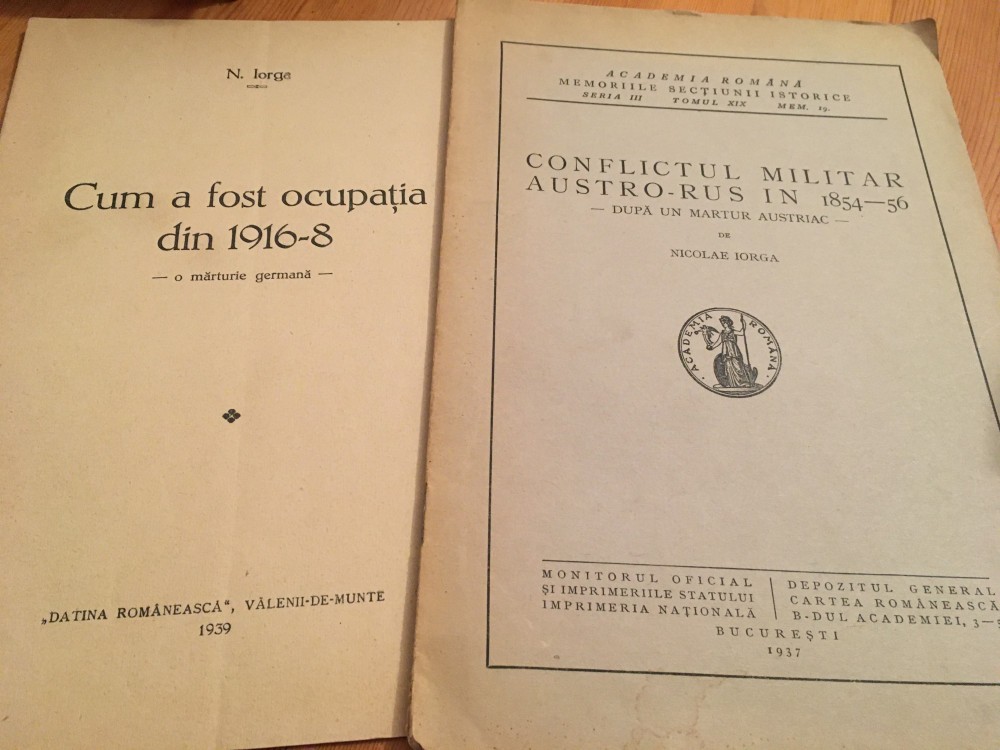 N. Iorga
Cum a fost ocupația
din 1916-8
— o mărturie germană —
„DATINA ROMÂNEASCĂ“, VĂLENII-DE-MUNTE
1939
ACADEMIA ROMÂNĂ
MEMORIILE SECȚIUNII ISTORICE
SERIA III TOMUL XIX MEM. 19.
CONFLICTUL MILITAR
AUSTRO-RUS IN 1854—56
— DUPĂ UN MARTUR AUSTRIAC —
DE
NICOLAE IORGA
· ACADEMIA ROMÂNĂ ·
MONITORUL OFICIAL
ȘI IMPRIMERIILE STATULUI
IMPRIMERIA NAȚIONALĂ
DEPOZITUL GENERAL
CARTEA ROMÂNEASCĂ
B-DUL ACADEMIEI, 3—
BUCUREȘTI
1937